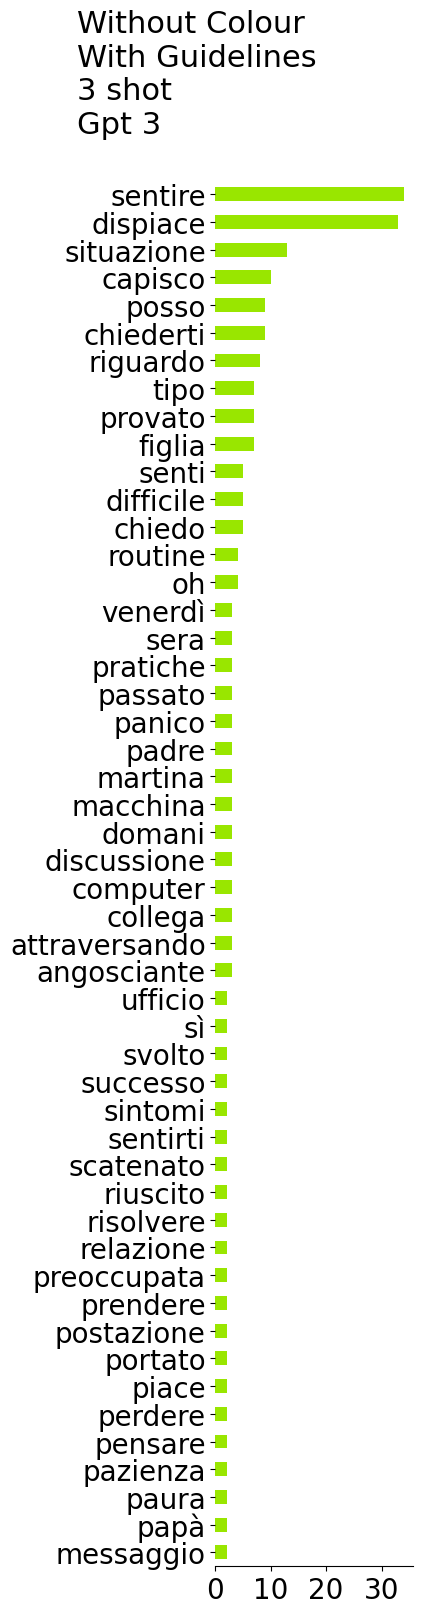 Without Colour
With Guidelines
3 shot
Gpt 3
sentire
dispiace
situazione
capisco
posso
chiederti
riguardo
tipo
provato
figlia
senti
difficile
chiedo
routine
oh
venerdì
sera
pratiche
passato
panico
padre
martina
macchina
domani
discussione
computer
collega
attraversando
angosciante
ufficio
sì
svolto
successo
sintomi
sentirti
scatenato
riuscito
risolvere
relazione
preoccupata
prendere
postazione
portato
piace
perdere
pensare
pazienza
paura
papà
messaggio
0 10 20 30